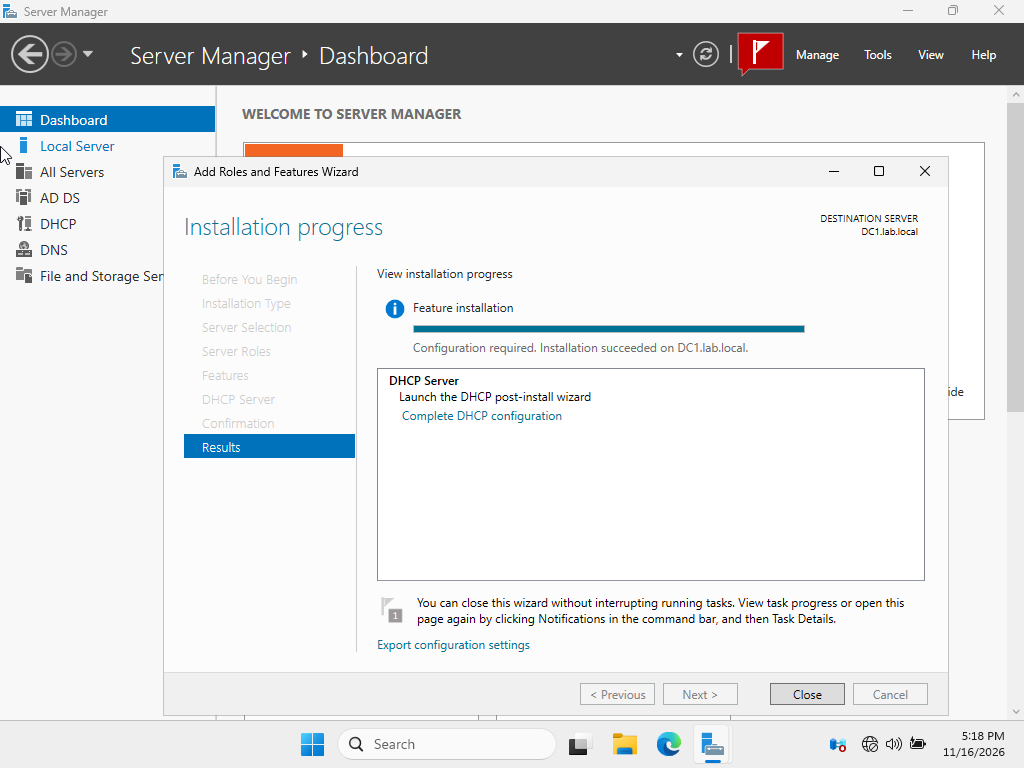 Server Manager
Server Manager ‣ Dashboard
Manage
Tools
View
Help
Dashboard
Local Server
All Servers
AD DS
DHCP
DNS
File and Storage Ser
WELCOME TO SERVER MANAGER
ide
Add Roles and Features Wizard
Installation progress
DESTINATION SERVER
DC1.lab.local
Before You Begin
Installation Type
Server Selection
Server Roles
Features
DHCP Server
Confirmation
Results
View installation progress
Feature installation
Configuration required. Installation succeeded on DC1.lab.local.
DHCP Server
Launch the DHCP post-install wizard
Complete DHCP configuration
1
You can close this wizard without interrupting running tasks. View task progress or open this
page again by clicking Notifications in the command bar, and then Task Details.
Export configuration settings
< Previous
Next >
Close
Cancel
Search
5:18 PM
11/16/2026